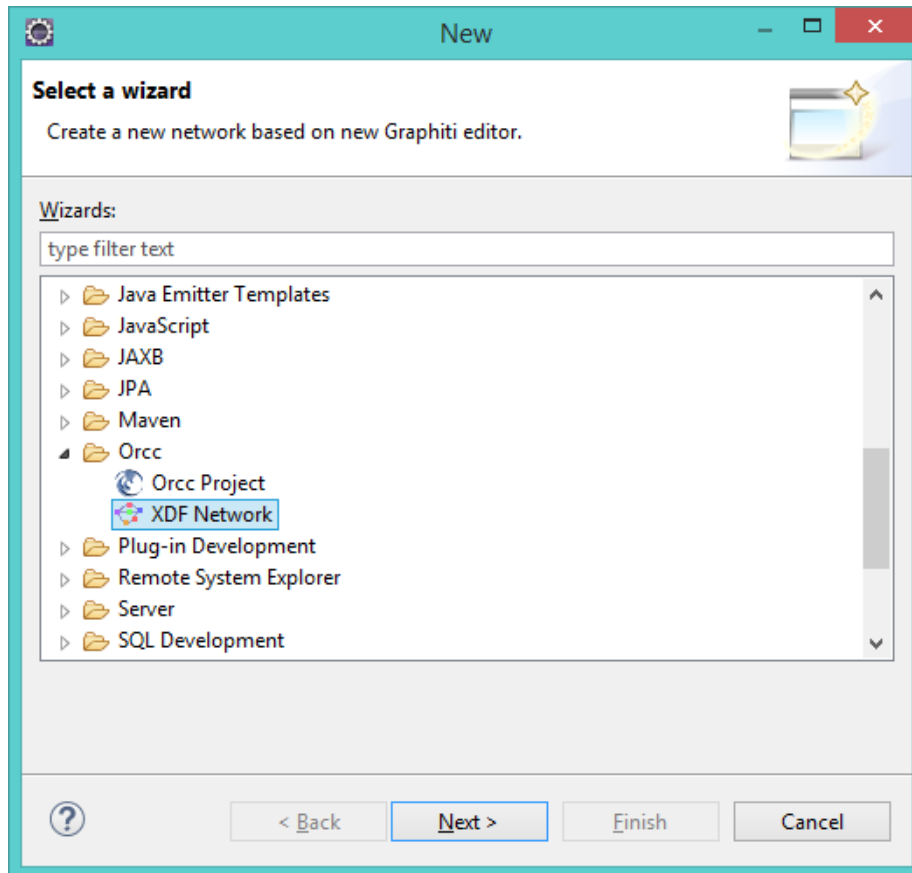 New
Select a wizard
Create a new network based on new Graphiti editor.
Wizards:
type filter text
Java Emitter Templates
JavaScript
JAXB
JPA
Maven
Orcc
Orcc Project
XDF Network
Plug-in Development
Remote System Explorer
Server
SQL Development
? < Back Next > Finish Cancel